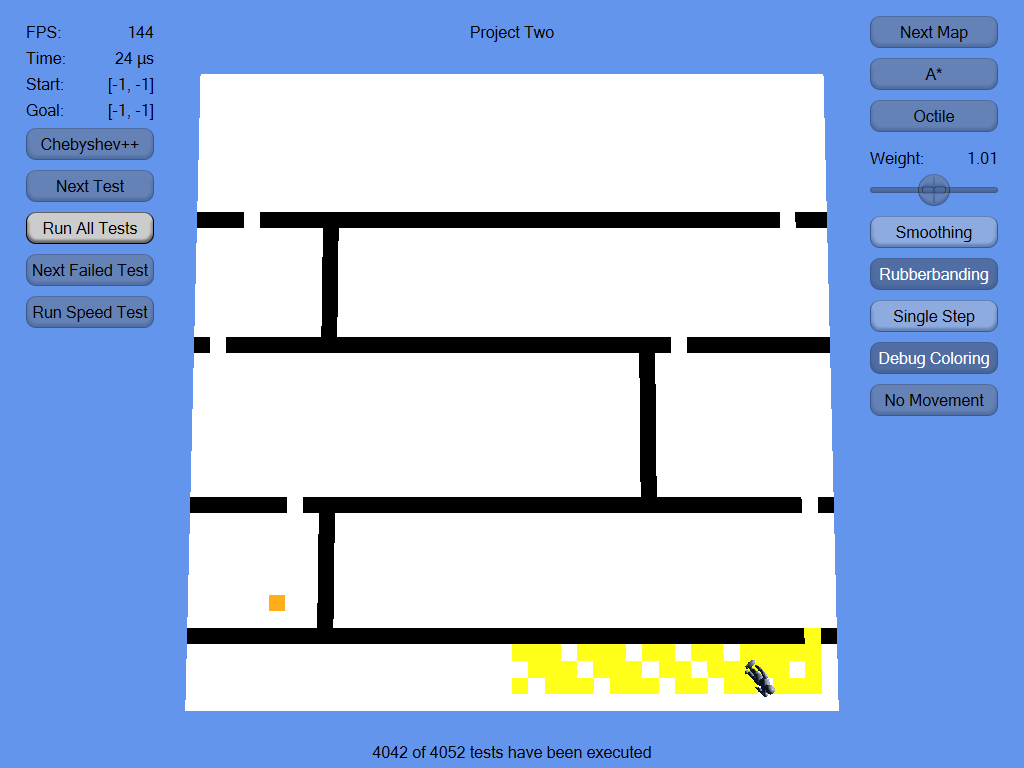 Project Two
FPS: 144
Time: 24 µs
Start: [-1, -1]
Goal: [-1, -1]
Chebyshev++
Next Test
Run All Tests
Next Failed Test
Run Speed Test
Next Map
A*
Octile
Weight: 1.01
Smoothing
Rubberbanding
Single Step
Debug Coloring
No Movement
4042 of 4052 tests have been executed